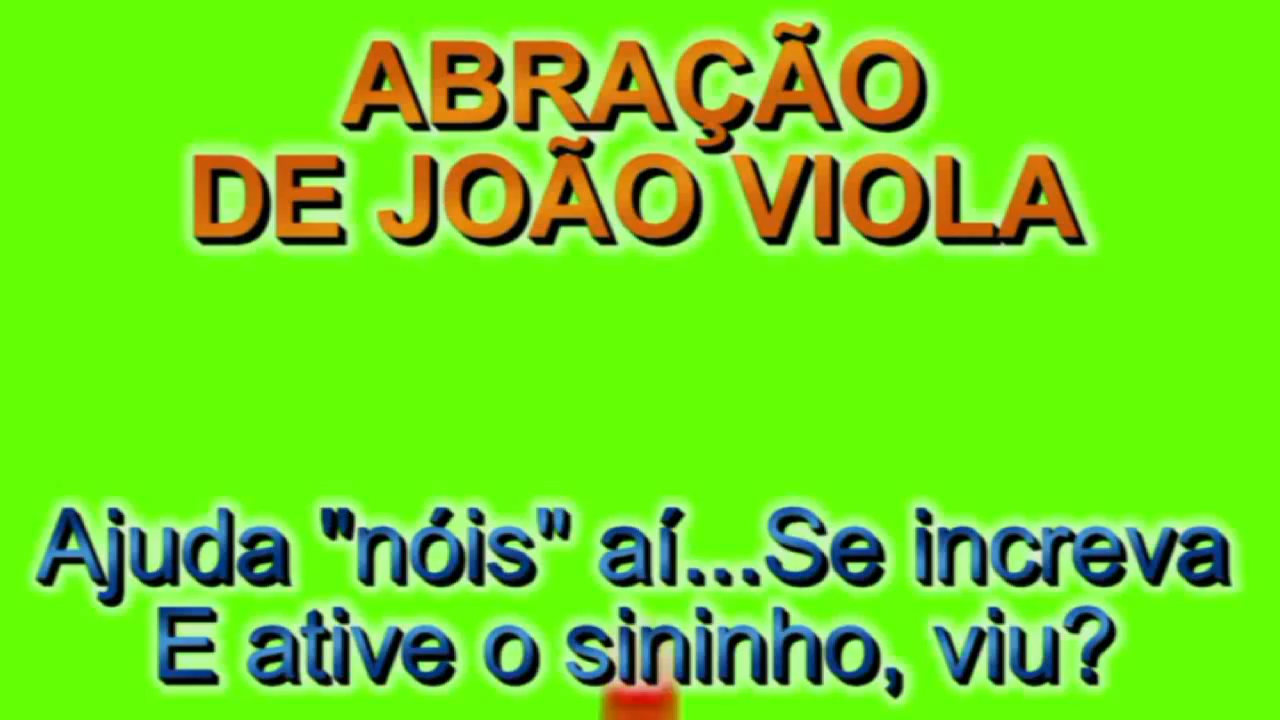 ABRAÇÃO
DE JOÃO VIOLA
Ajuda "nóis" aí...Se increva
E ative o sininho, viu?